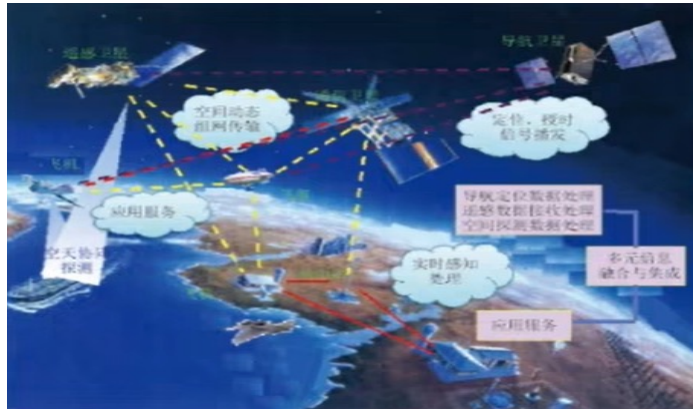 遥感卫星
导航卫星
通信卫星
空间动态
组网传输
定位、授时
信号播发
飞机
应用服务
导航定位数据处理
遥感数据接收处理
空间探测数据处理
空天协同
探测
实时感知
处理
多元信息
融合与集成
应用服务